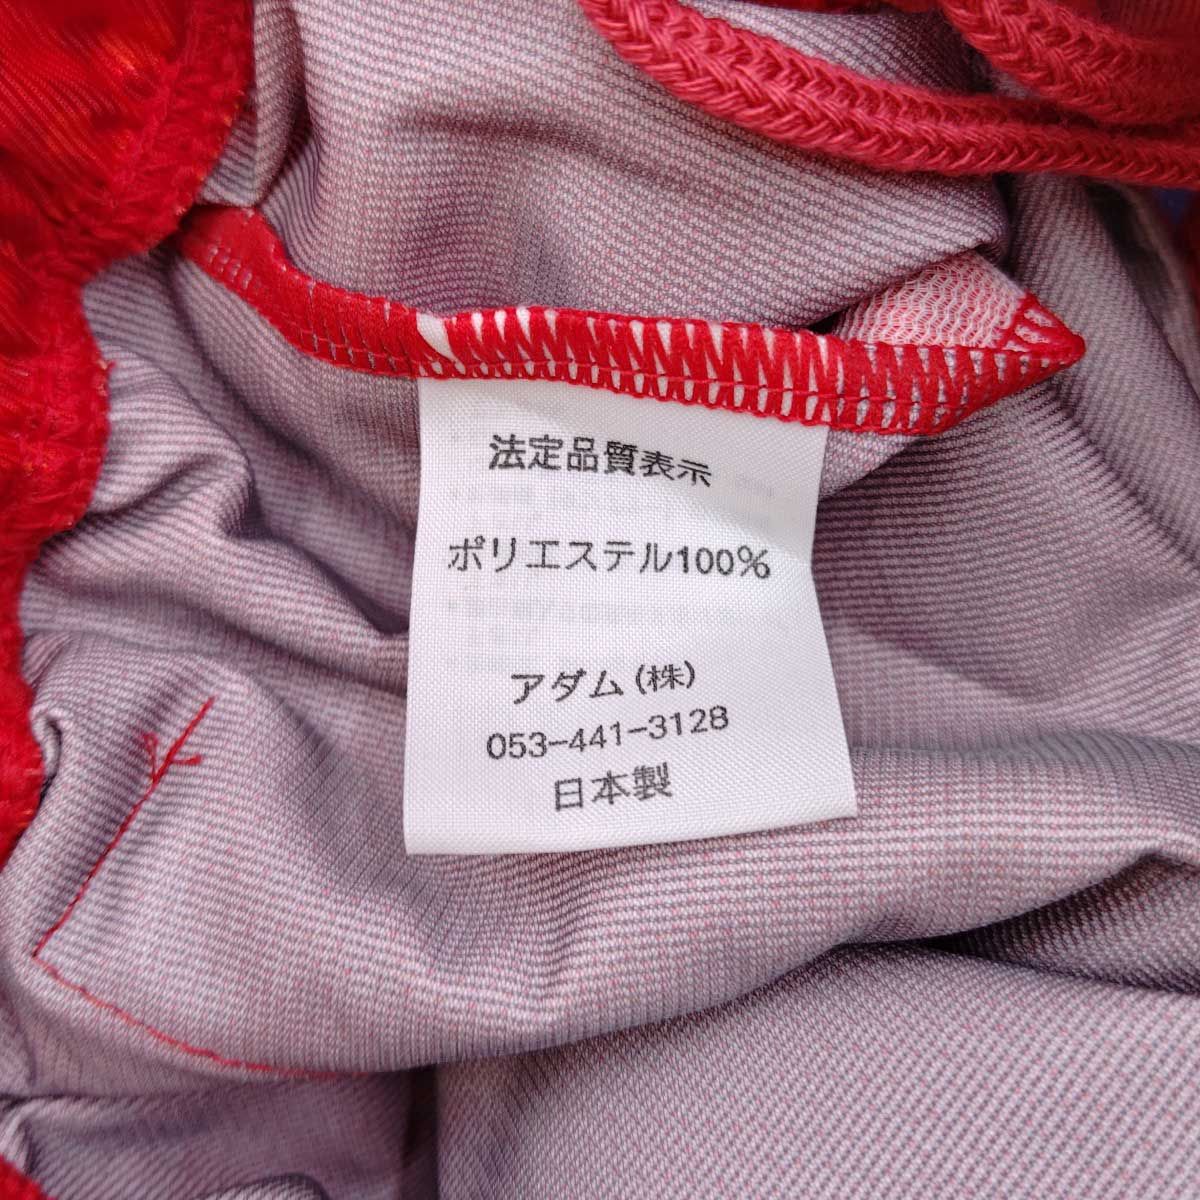 法定品質表示
ポリエステル100%
アダム(株)
053-441-3128
日本製